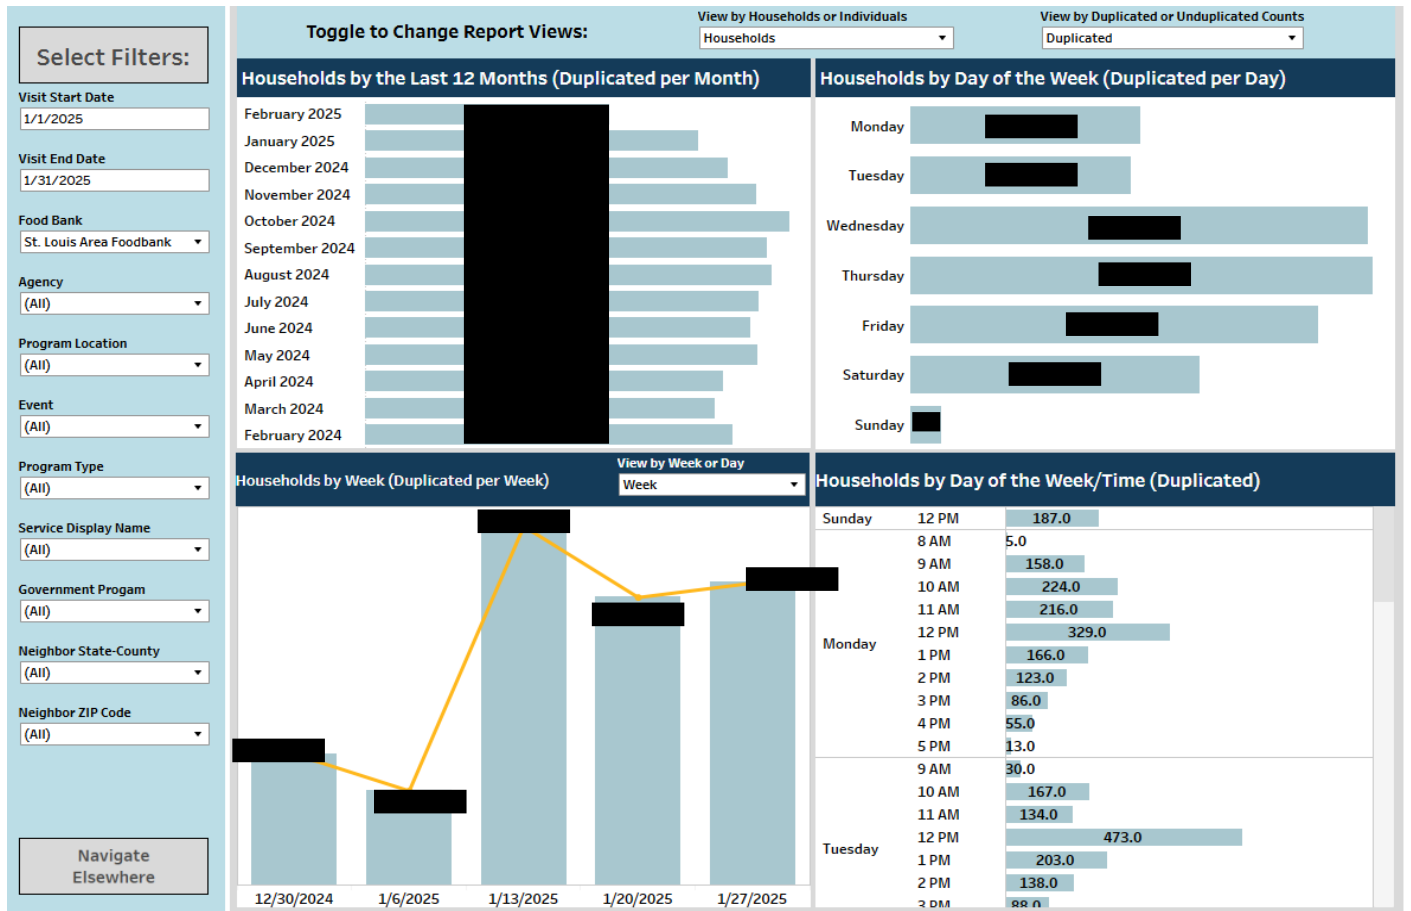 Select Filters:
Visit Start Date
1/1/2025
Visit End Date
1/31/2025
Food Bank
St. Louis Area Foodbank
Agency
(All)
Program Location
(All)
Event
(All)
Program Type
(All)
Service Display Name
(All)
Government Progam
(All)
Neighbor State-County
(All)
Neighbor ZIP Code
(All)
Navigate
Elsewhere
Toggle to Change Report Views:
View by Households or Individuals
Households
View by Duplicated or Unduplicated Counts
Duplicated
Households by the Last 12 Months (Duplicated per Month)
February 2025
January 2025
December 2024
November 2024
October 2024
September 2024
August 2024
July 2024
June 2024
May 2024
April 2024
March 2024
February 2024
Households by Day of the Week (Duplicated per Day)
Monday
Tuesday
Wednesday
Thursday
Friday
Saturday
Sunday
Households by Week (Duplicated per Week)
View by Week or Day
Week
12/30/2024 1/6/2025 1/13/2025 1/20/2025 1/27/2025
Households by Day of the Week/Time (Duplicated)
Sunday 12 PM 187.0
Monday
8 AM 5.0
9 AM 158.0
10 AM 224.0
11 AM 216.0
12 PM 329.0
1 PM 166.0
2 PM 123.0
3 PM 86.0
4 PM 55.0
5 PM 13.0
Tuesday
9 AM 30.0
10 AM 167.0
11 AM 134.0
12 PM 473.0
1 PM 203.0
2 PM 138.0
3 PM 88.0